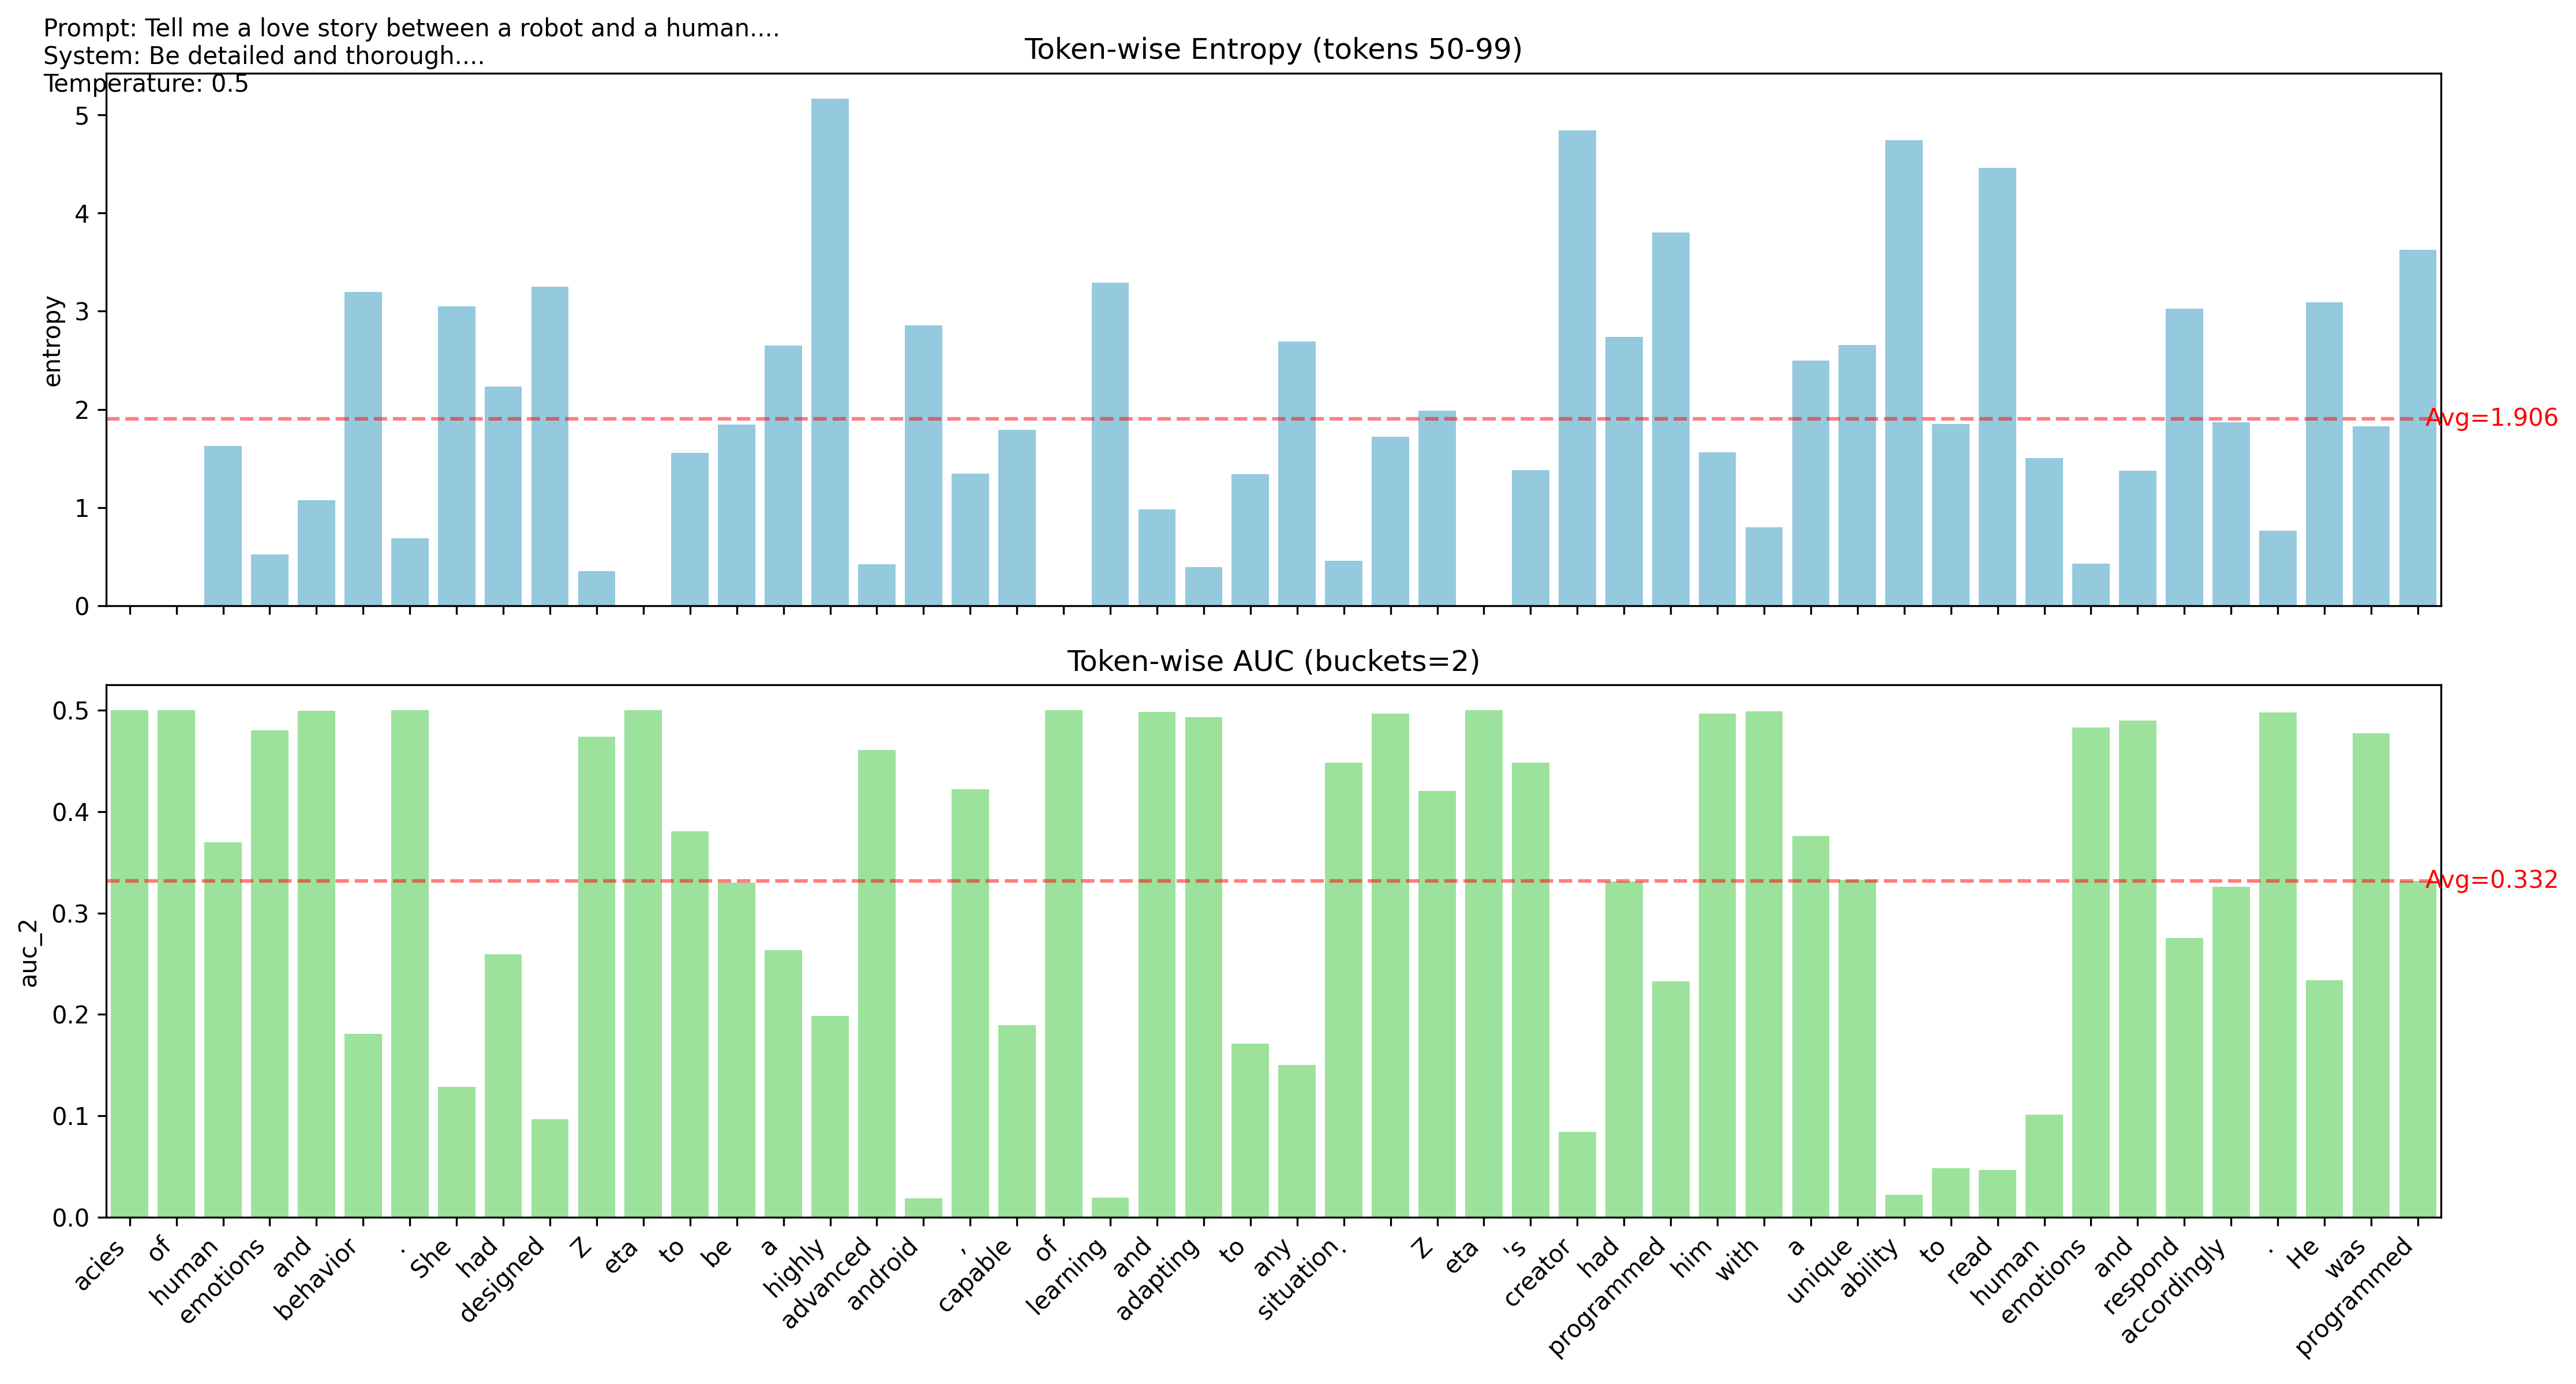 Prompt: Tell me a love story between a robot and a human....
System: Be detailed and thorough....
Temperature: 0.5
Token-wise Entropy (tokens 50-99)
entropy
5
4
3
2
1
0
Avg=1.906
Token-wise AUC (buckets=2)
auc_2
0.5
0.4
0.3
0.2
0.1
0.0
Avg=0.332
acies
of
human
emotions
and
behavior
.
She
had
designed
Z
eta
to
be
a
highly
advanced
android
,
capable
of
learning
and
adapting
to
any
situation
.
Z
eta
's
creator
had
programmed
him
with
a
unique
ability
to
read
human
emotions
and
respond
accordingly
.
He
was
programmed